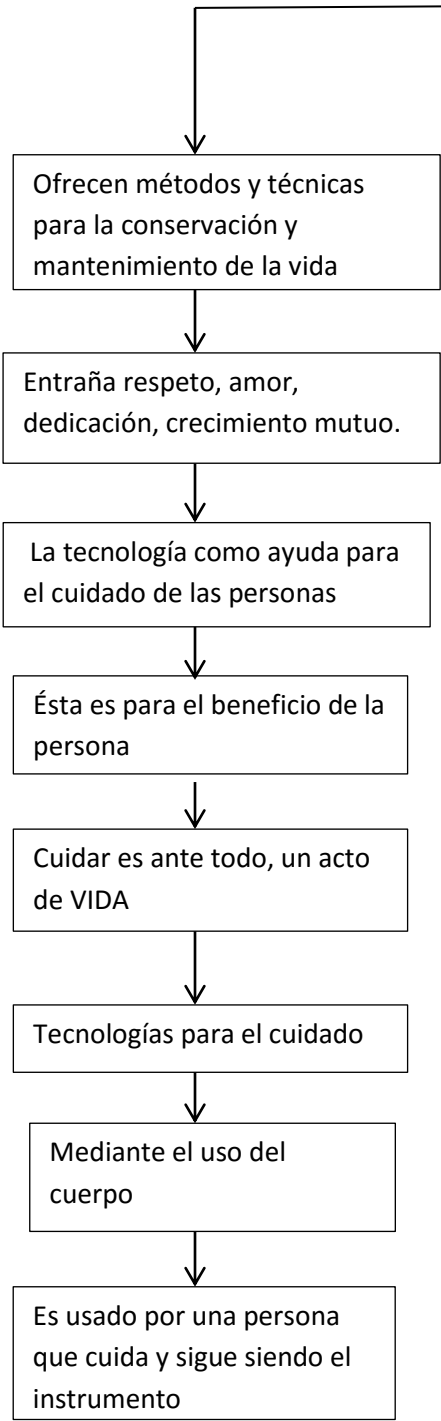 Ofrecen métodos y técnicas
para la conservación y
mantenimiento de la vida
Entraña respeto, amor,
dedicación, crecimiento mutuo.
La tecnología como ayuda para
el cuidado de las personas
Ésta es para el beneficio de la
persona
Cuidar es ante todo, un acto
de VIDA
Tecnologías para el cuidado
Mediante el uso del
cuerpo
Es usado por una persona
que cuida y sigue siendo el
instrumento